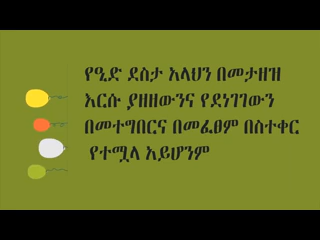 የዒድ ደስታ አላህን በመታዘዝ
እርሱ ያዘዘውንና የደነገገውን
በመተግበርና በመፈፀም በስተቀር
የተሟላ አይሆንም